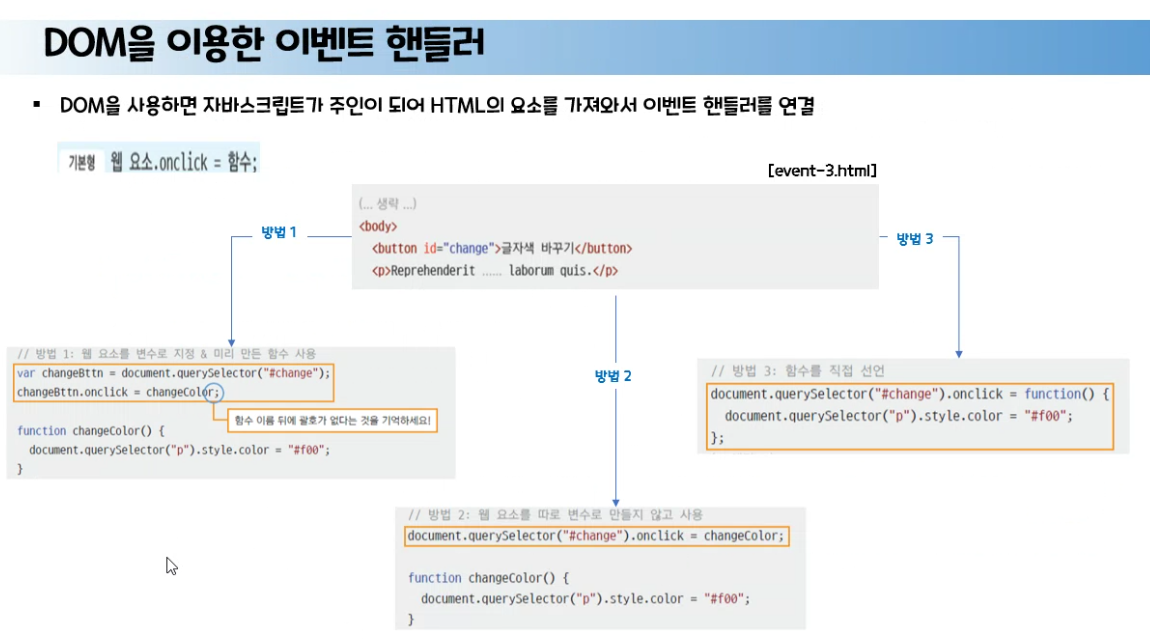 DOM을 이용한 이벤트 핸들러
▪ DOM을 사용하면 자바스크립트가 주인이 되어 HTML의 요소를 가져와서 이벤트 핸들러를 연결
기본형 웹 요소.onclick = 함수;
[event-3.html]
(... 생략 ...)
<body>
<button id="change">글자색 바꾸기</button>
<p>Reprehenderit ...... laborum quis.</p>
방법 1
// 방법 1: 웹 요소를 변수로 지정 & 미리 만든 함수 사용
var changeBttn = document.querySelector("#change");
changeBttn.onclick = changeColor;
함수 이름 뒤에 괄호가 없다는 것을 기억하세요!
function changeColor() {
document.querySelector("p").style.color = "#f00";
}
방법 2
// 방법 2: 웹 요소를 따로 변수로 만들지 않고 사용
document.querySelector("#change").onclick = changeColor;
function changeColor() {
document.querySelector("p").style.color = "#f00";
}
방법 3
// 방법 3: 함수를 직접 선언
document.querySelector("#change").onclick = function() {
document.querySelector("p").style.color = "#f00";
};